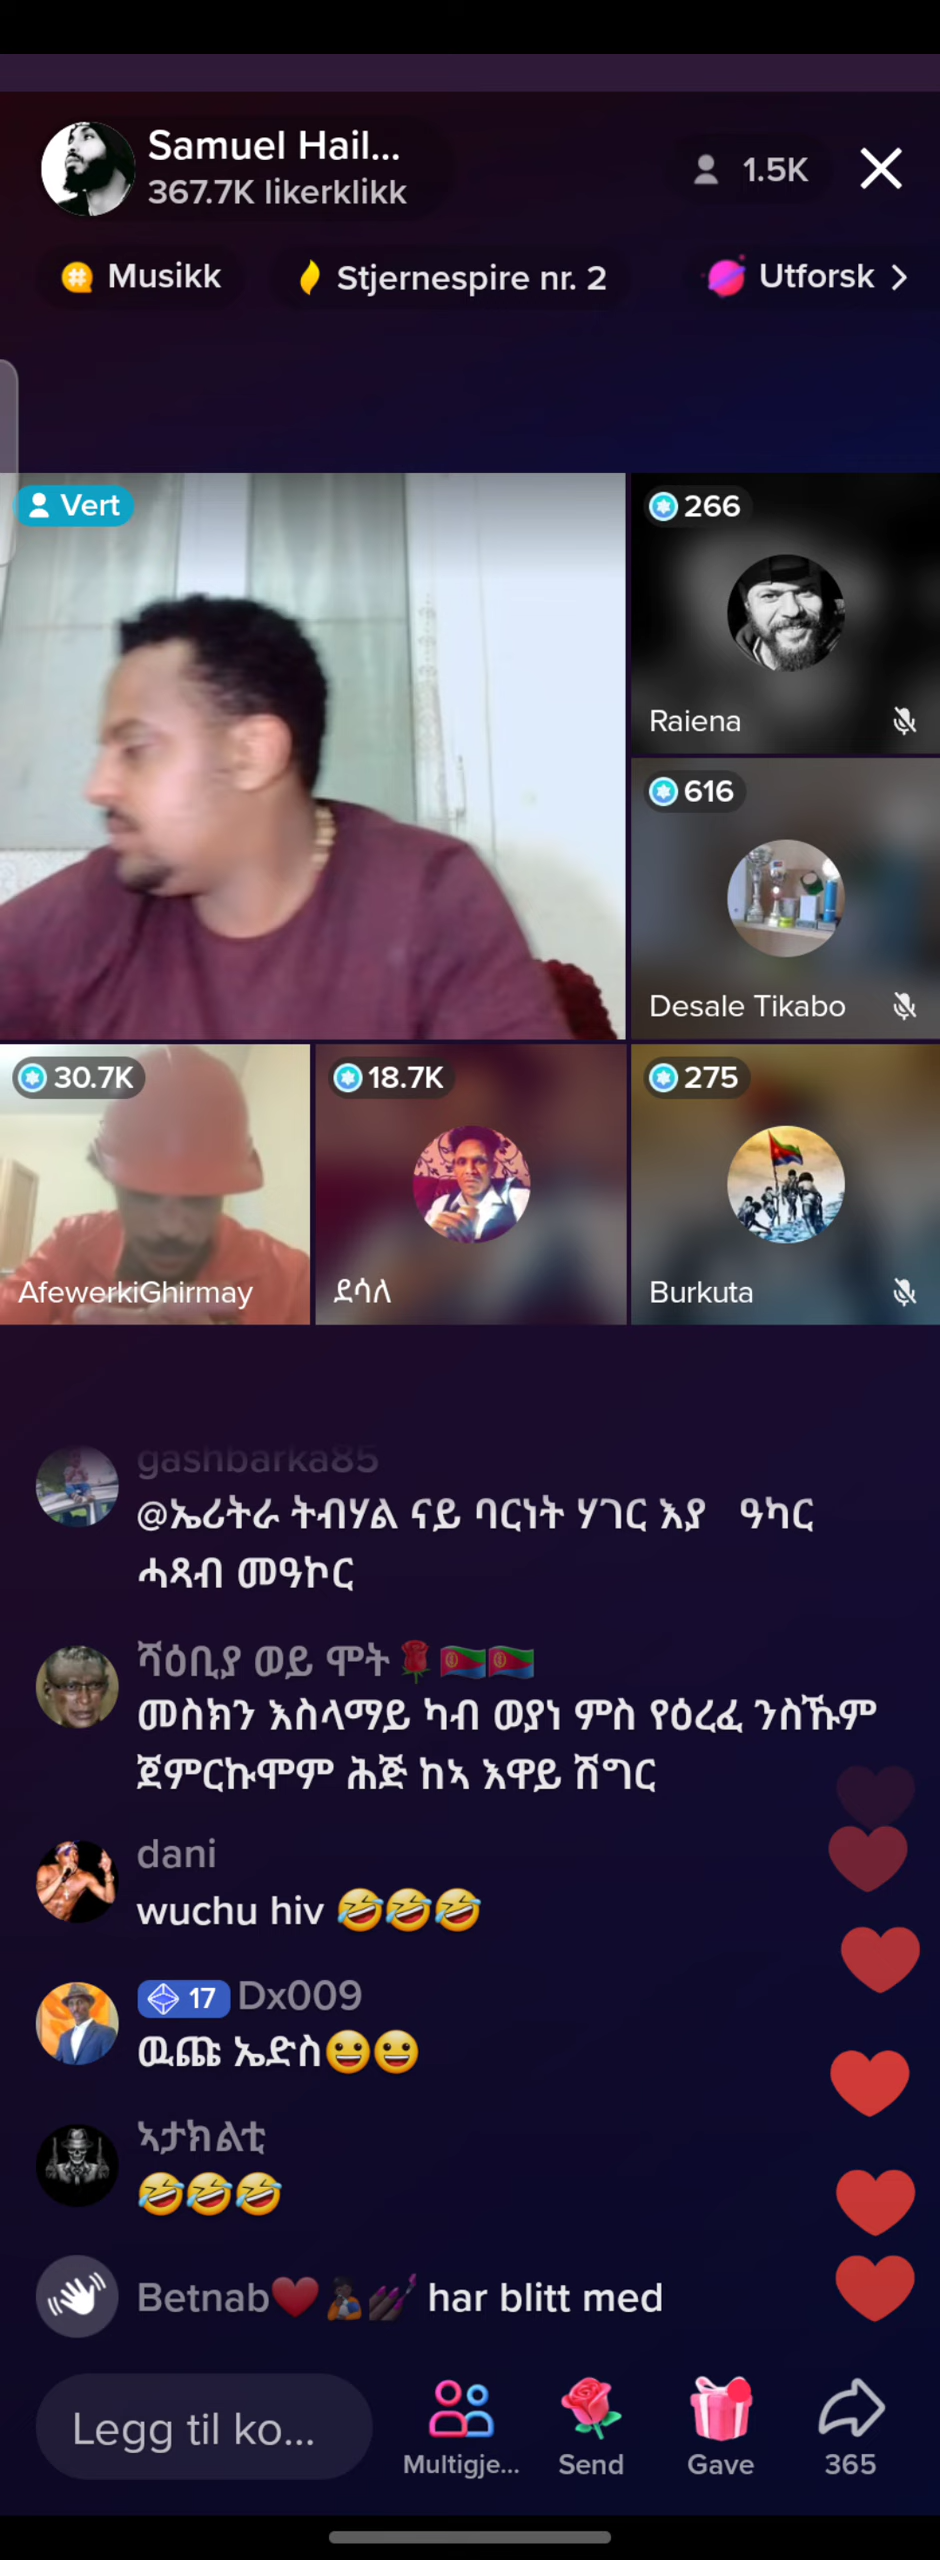 Samuel Hail...
367.7K likerklikk
1.5K
Musikk
Stjernespire nr. 2
Utforsk
Vert
266
Raiena
616
Desale Tikabo
30.7K
AfewerkiGhirmay
18.7K
ደሳለ
275
Burkuta
gashbarka85
@ኤሪትራ ትብሃል ናይ ባርነት ሃገር እያ ዓካር
ሓጻብ መዓኮር
ሻዕቢያ ወይ ሞት🌹🇪🇷🇪🇷
መስክን እስላማይ ካብ ወያነ ምስ የዕረፈ ንስኹም
ጀምርኩሞም ሕጅ ከኣ እዋይ ሽግር
dani
wuchu hiv 🤣🤣🤣
17 Dx009
ዉጩ ኤድስ😀😀
ኣታክልቲ
🤣🤣🤣
Betnab❤️🤱🏿💅🏿 har blitt med
Legg til ko...
Multigje...
Send
Gave
365